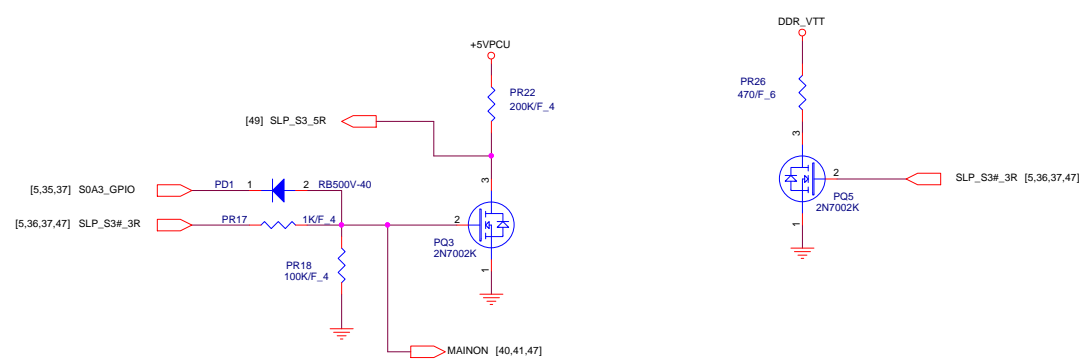 +5VPCU
PR22
200K/F_4
[49] SLP_S3_5R
3
[5,35,37] S0A3_GPIO
PD1 1 2 RB500V-40
[5,36,37,47] SLP_S3#_3R
PR17 1K/F_4
2
PQ3
2N7002K
PR18
100K/F_4
1
MAINON [40,41,47]
DDR_VTT
PR26
470/F_6
3
2
SLP_S3#_3R [5,36,37,47]
PQ5
2N7002K
1